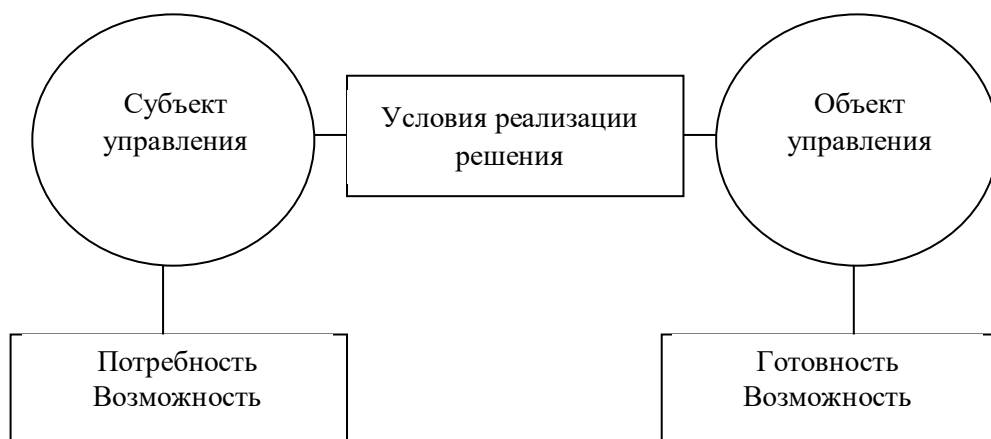 Субъект
управления
Условия реализации
решения
Объект
управления
Потребность
Возможность
Готовность
Возможность